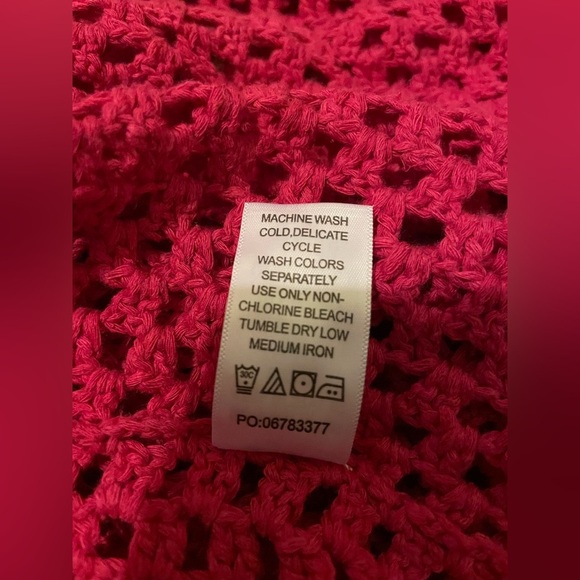 MACHINE WASH
COLD,DELICATE
CYCLE
WASH COLORS
SEPARATELY
USE ONLY NON-
CHLORINE BLEACH
TUMBLE DRY LOW
MEDIUM IRON
30C
PO:06783377